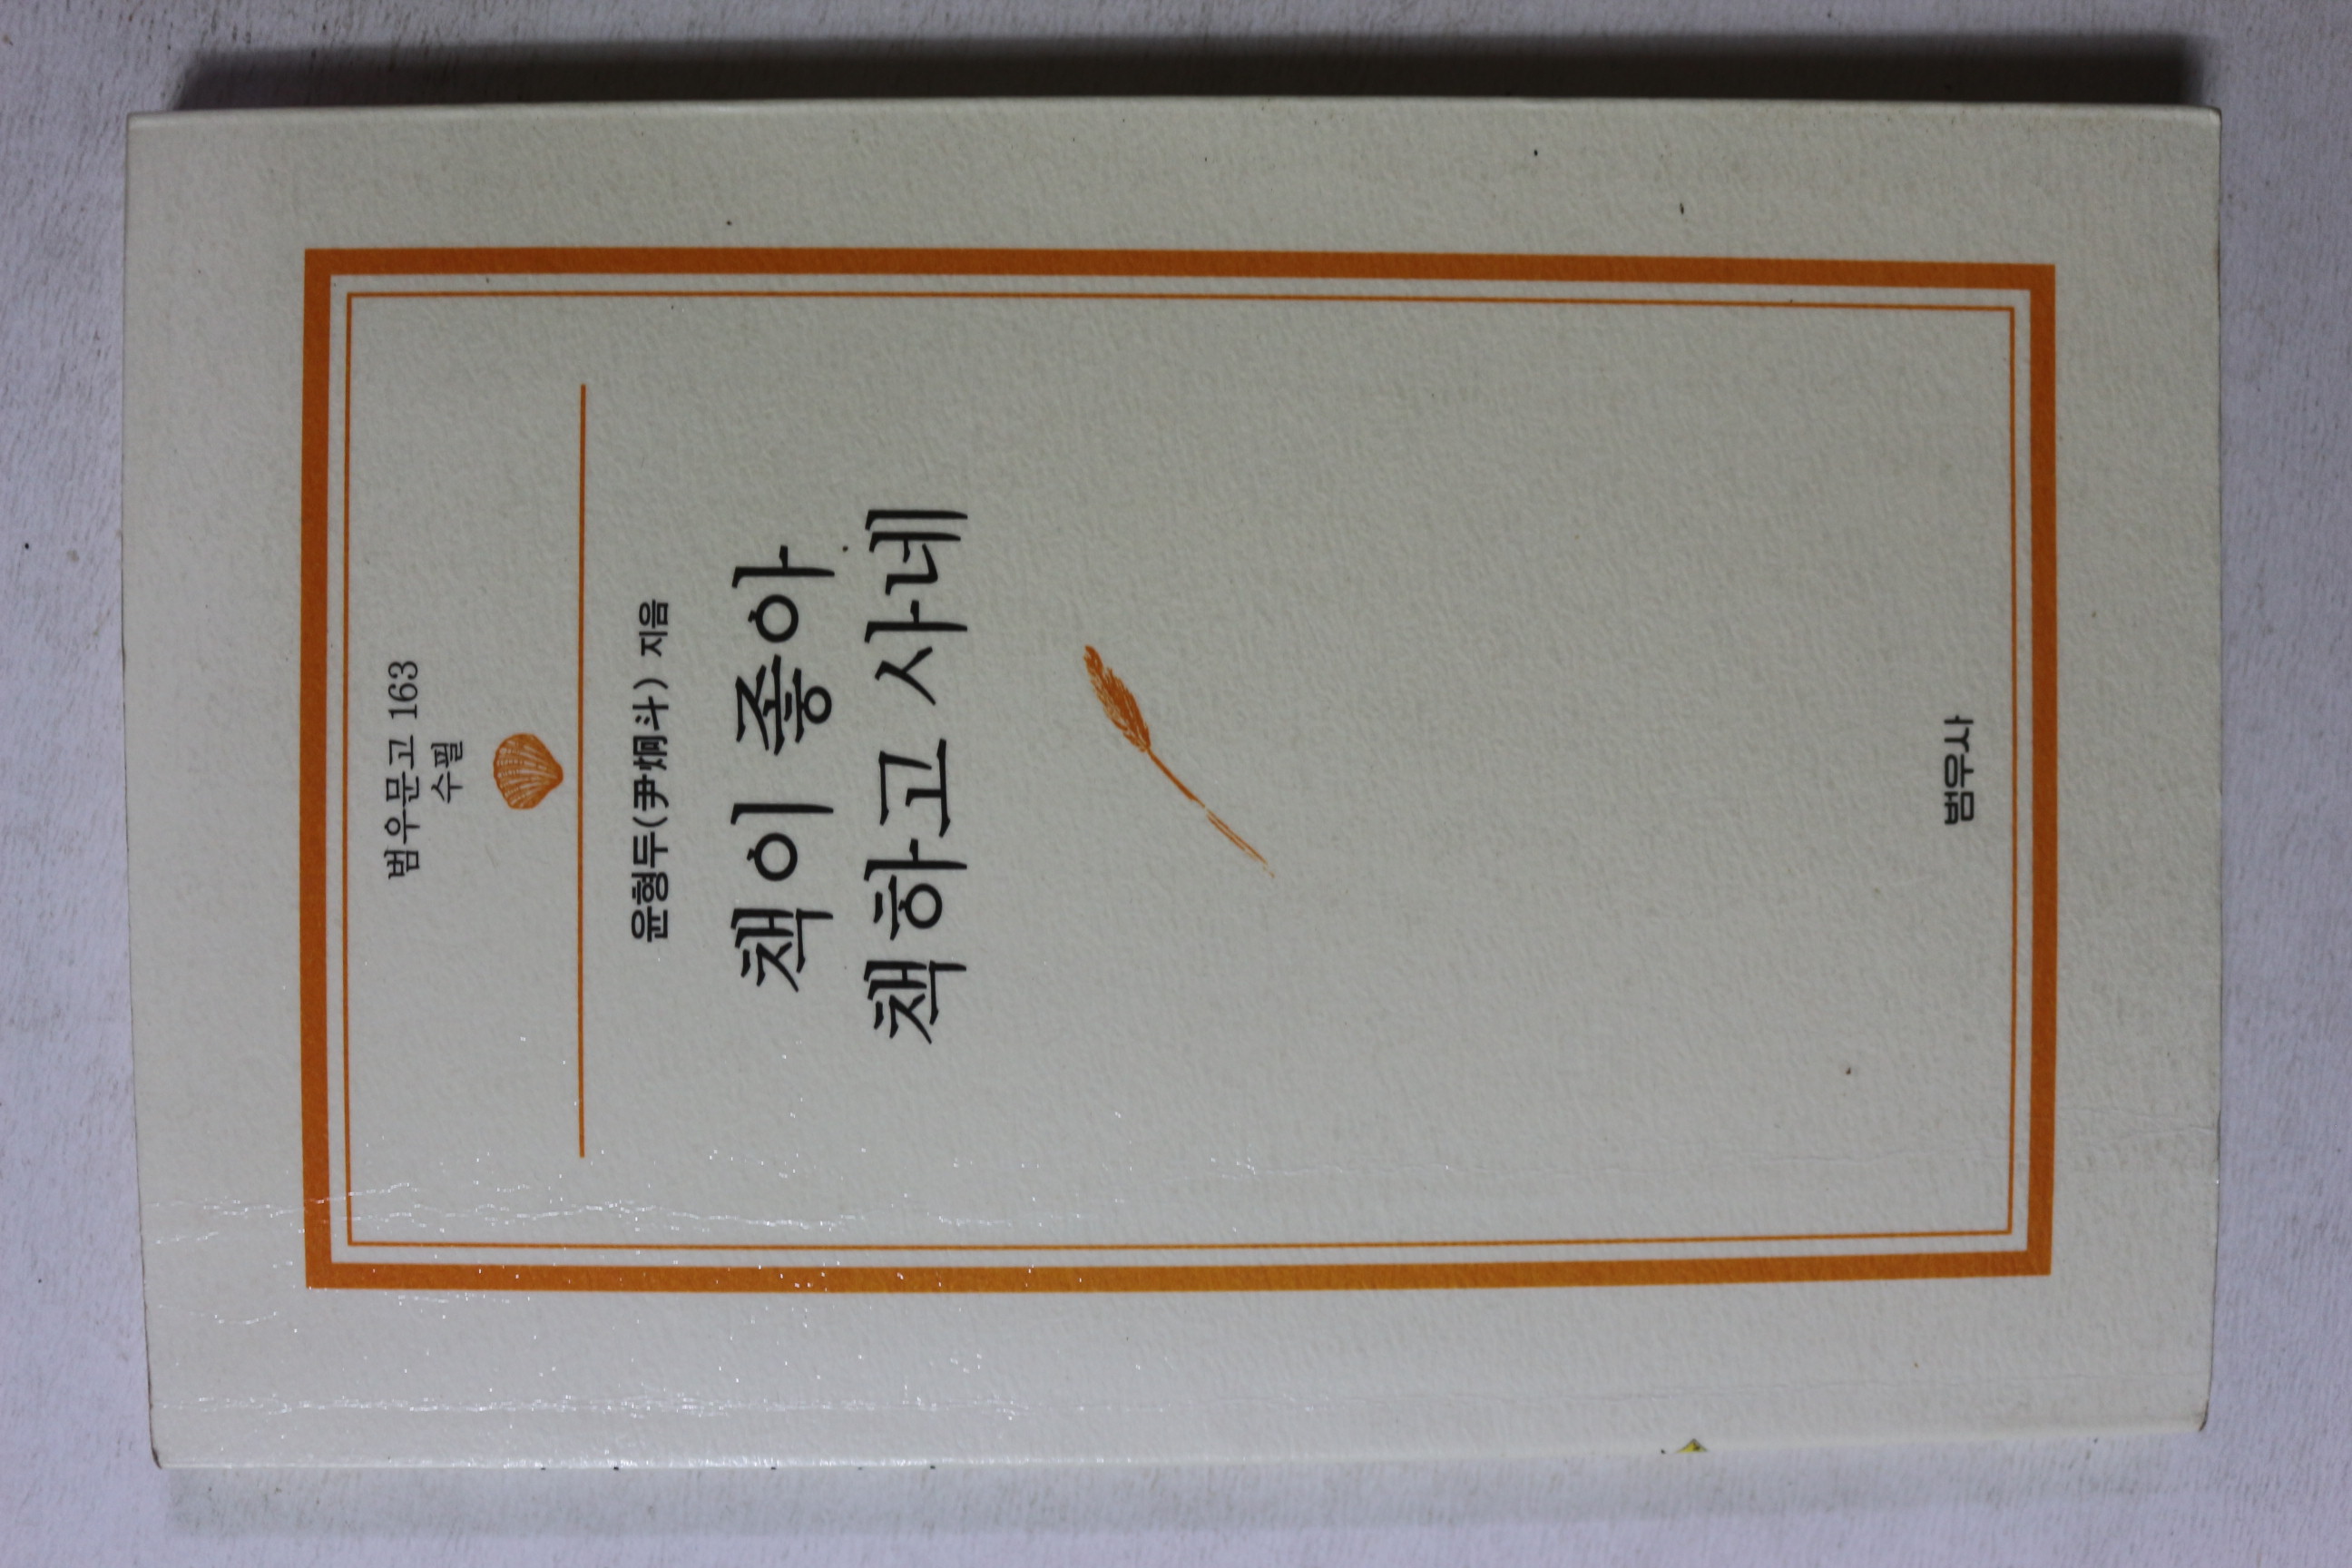 범우문고 163
수필
윤형두(尹炯斗) 지음
책이 좋아
책하고 사네
범우사